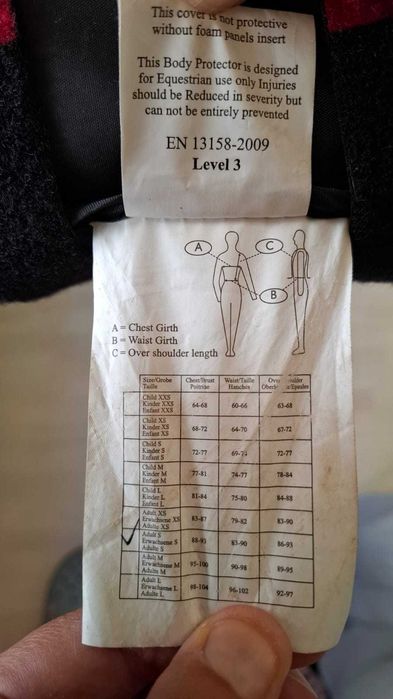 This cover is not protective
without foam panels insert
This Body Protector is designed
for Equestrian use only Injuries
should be Reduced in severity but
can not be entirely prevented
EN 13158-2009
Level 3
A
C
B
A = Chest Girth
B = Waist Girth
C = Over shoulder length
Size/Grobe Chest/Brust Waist/Taille
Taille Poitride Hanches
Child XXS
Kinder XXS 64-68 60-66 63-68
Enfant XXS
Child XS
Kinder XS 68-72 64-70 67-72
Enfant XS
Child S
Kinder S 72-77 72-77
Enfant S
Child M
Kinder M 77-81 74-77 78-84
Enfant M
Child L
Kinder L 81-84 75-80 84-88
Enfant L
Adult XS
Erwachsene XS 83-87 79-82 83-90
Adulte XS
Adult S
Erwachsene S 88-93 83-90 86-93
Adulte S
Adult M
Erwachsene M 95-100 90-98 89-95
Adulte M
Adult L
Erwachsene L 98-104 96-102 92-97
Adulte L